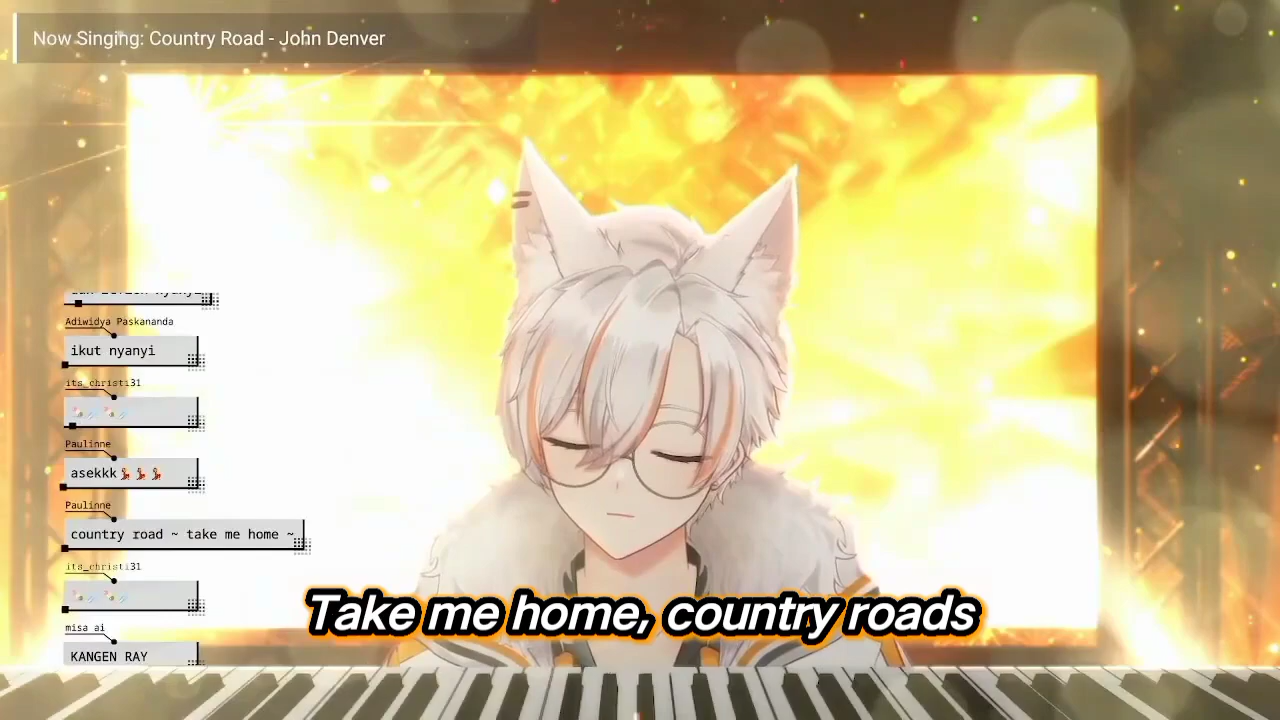 Now Singing: Country Road - John Denver
Adiwidya Paskananda
ikut nyanyi
its_christi31
Paulinne
asekkk
Paulinne
country road ~ take me home ~
its_christi31
misa ai
KANGEN RAY
Take me home, country roads